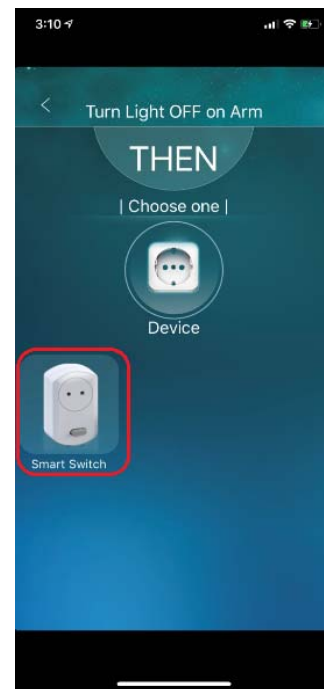 3:10
Turn Light OFF on Arm
THEN
| Choose one |
Device
Smart Switch